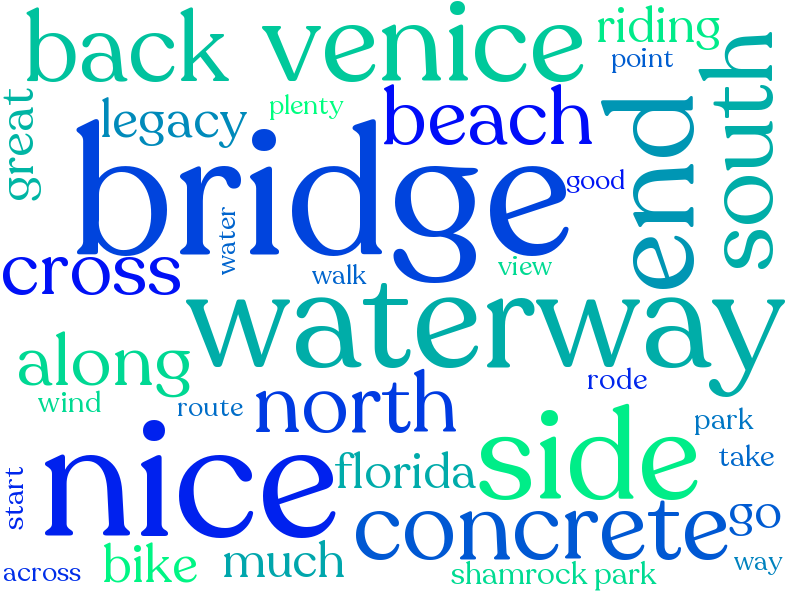 back
venice
riding
point
great
legacy
plenty
beach
end
south
bridge
good
water
cross
walk
view
waterway
along
wind
route
north
rode
park
take
nice
florida
side
start
concrete
go
across
bike
much
shamrock park
way